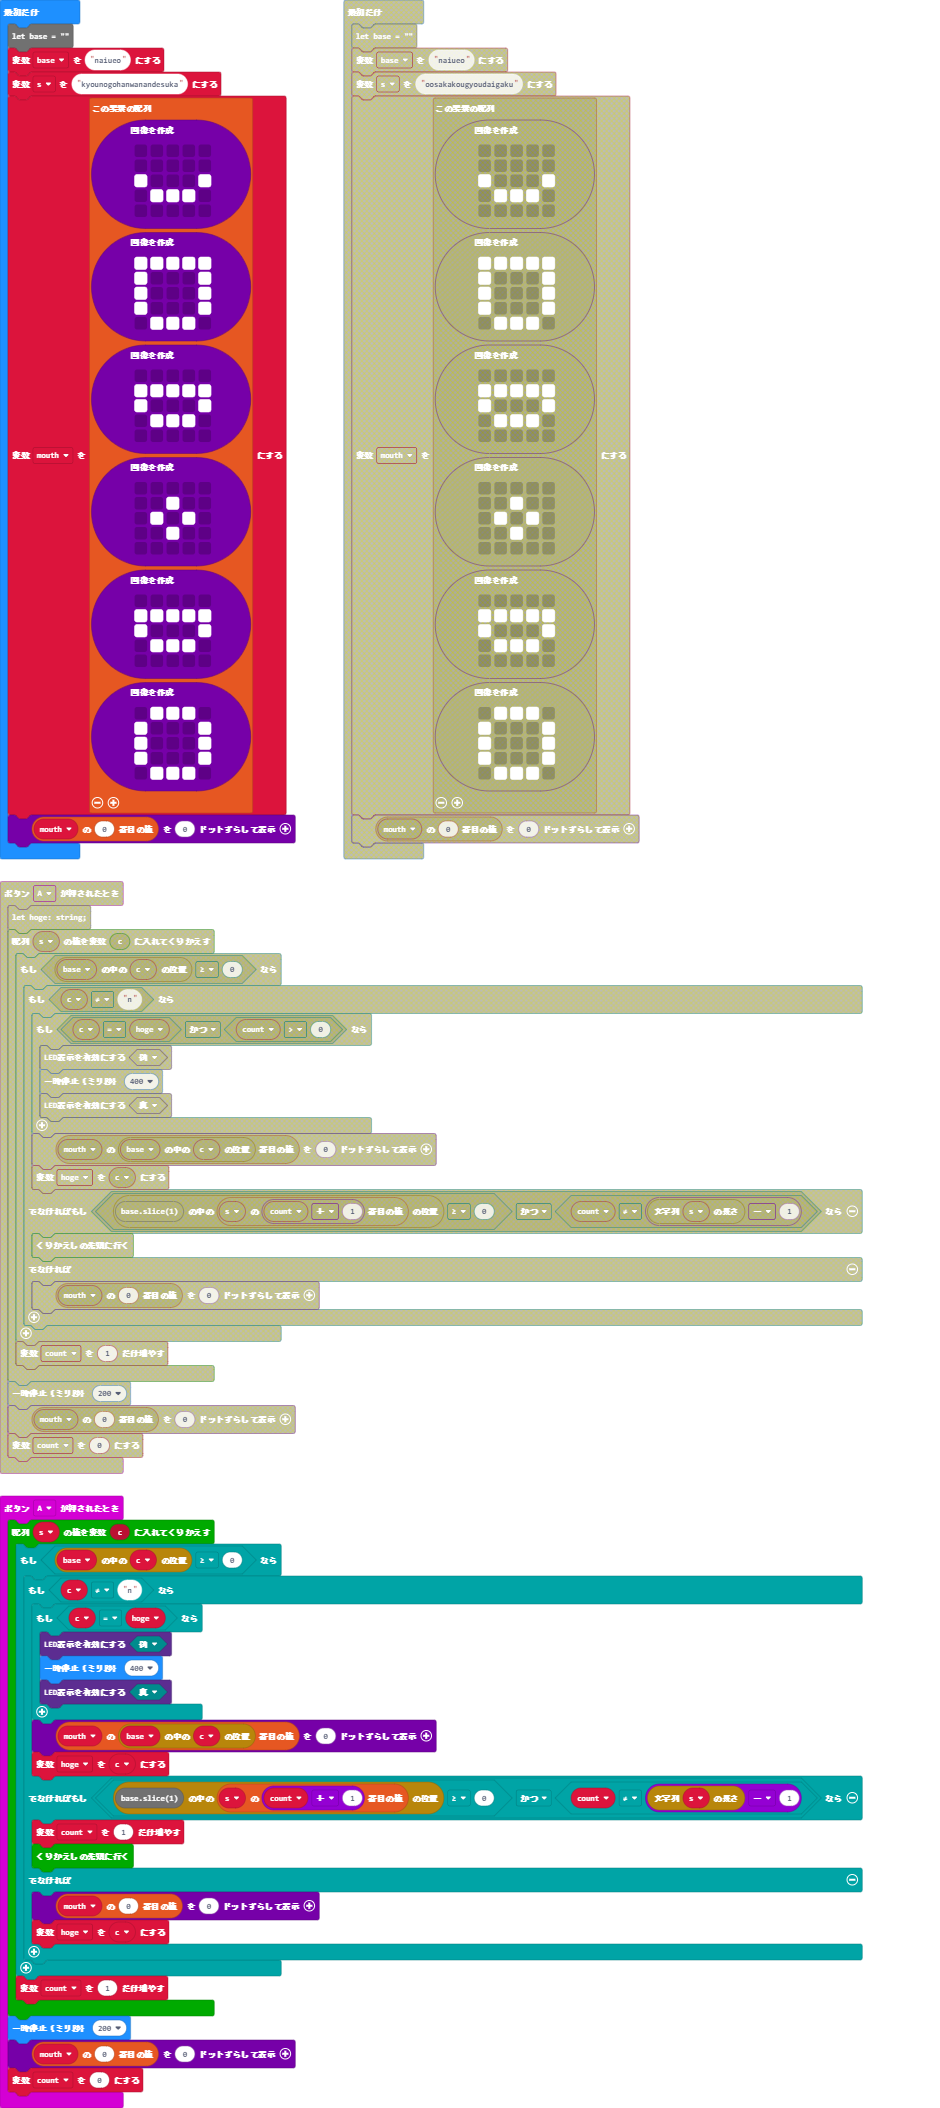 最初だけ
let base = ""
変数 base を "naiueo" にする
変数 s を "kyounogohanwanandesuka" にする
変数 mouth を この要素の配列 にする
画像を作成
画像を作成
画像を作成
画像を作成
画像を作成
画像を作成
mouth の 0 番目の値 を 0 ドットずらして表示
最初だけ
let base = ""
変数 base を "naiueo" にする
変数 s を "oosakakougyoudaigaku" にする
変数 mouth を この要素の配列 にする
画像を作成
画像を作成
画像を作成
画像を作成
画像を作成
画像を作成
mouth の 0 番目の値 を 0 ドットずらして表示
ボタン A が押されたとき
let hoge: string;
配列 s の値を変数 c に入れてくりかえす
もし base の中の c の位置 ≥ 0 なら
もし c ≠ "n" なら
もし c = hoge かつ count > 0 なら
LED表示を有効にする 偽
一時停止（ミリ秒） 400
LED表示を有効にする 真
mouth の base の中の c の位置 番目の値 を 0 ドットずらして表示
変数 hoge を c にする
でなければもし base.slice(1) の中の s の count + 1 番目の値 の位置 ≥ 0 かつ count ≠ 文字列 s の長さ - 1 なら
くりかえしの先頭に行く
でなければ
mouth の 0 番目の値 を 0 ドットずらして表示
変数 count を 1 だけ増やす
一時停止（ミリ秒） 200
mouth の 0 番目の値 を 0 ドットずらして表示
変数 count を 0 にする
ボタン A が押されたとき
配列 s の値を変数 c に入れてくりかえす
もし base の中の c の位置 ≥ 0 なら
もし c ≠ "n" なら
もし c = hoge なら
LED表示を有効にする 偽
一時停止（ミリ秒） 400
LED表示を有効にする 真
mouth の base の中の c の位置 番目の値 を 0 ドットずらして表示
変数 hoge を c にする
でなければもし base.slice(1) の中の s の count + 1 番目の値 の位置 ≥ 0 かつ count ≠ 文字列 s の長さ - 1 なら
変数 count を 1 だけ増やす
くりかえしの先頭に行く
でなければ
mouth の 0 番目の値 を 0 ドットずらして表示
変数 hoge を c にする
変数 count を 1 だけ増やす
一時停止（ミリ秒） 200
mouth の 0 番目の値 を 0 ドットずらして表示
変数 count を 0 にする